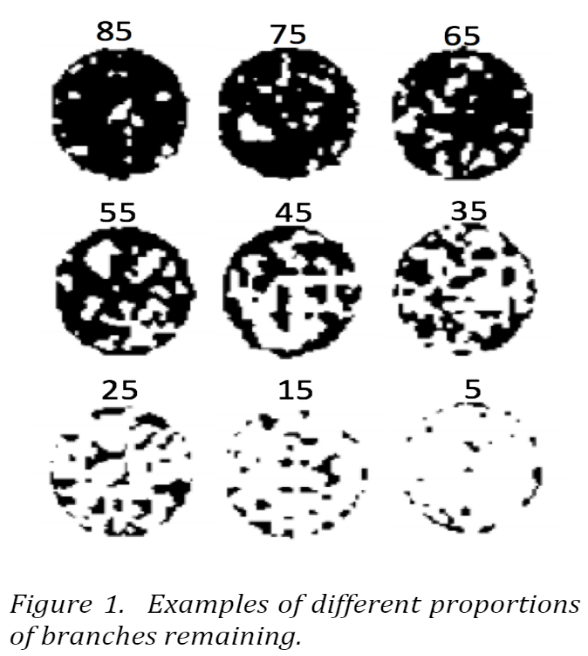 85 75 65
55 45 35
25 15 5
Figure 1. Examples of different proportions
of branches remaining.